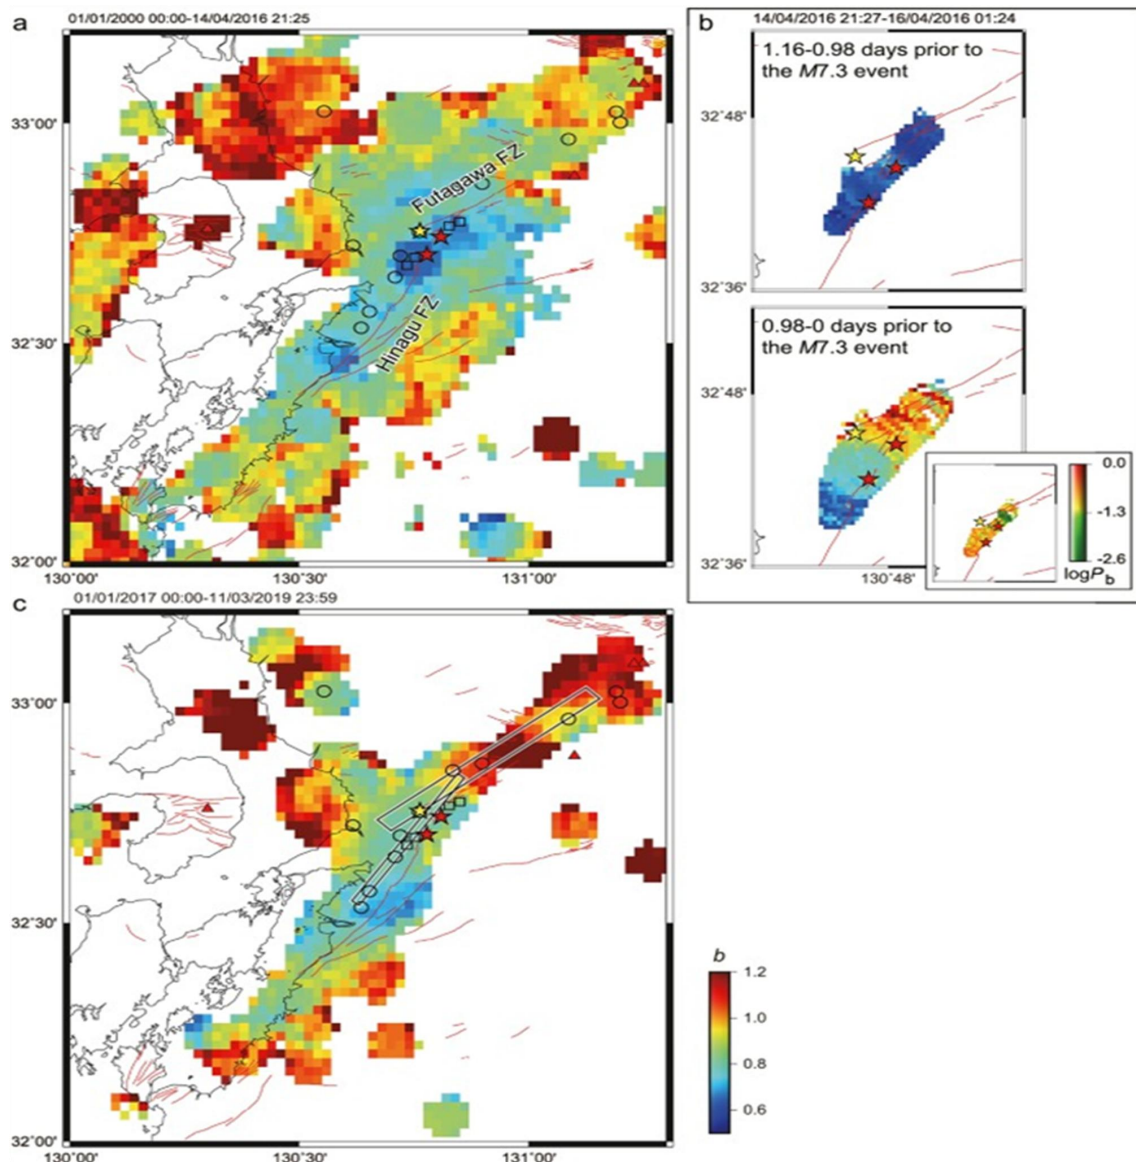 a
01/01/2000 00:00-14/04/2016 21:25
33°00'
32°30'
32°00'
130°00'
130°30'
131°00'
Futagawa FZ
Hinagu FZ
b
14/04/2016 21:27-16/04/2016 01:24
1.16-0.98 days prior to
the M7.3 event
32°48'
32°36'
0.98-0 days prior to
the M7.3 event
32°48'
32°36'
130°48'
0.0
-1.3
-2.6
logPb
c
01/01/2017 00:00-11/03/2019 23:59
33°00'
32°30'
32°00'
130°00'
130°30'
131°00'
b
1.2
1.0
0.8
0.6